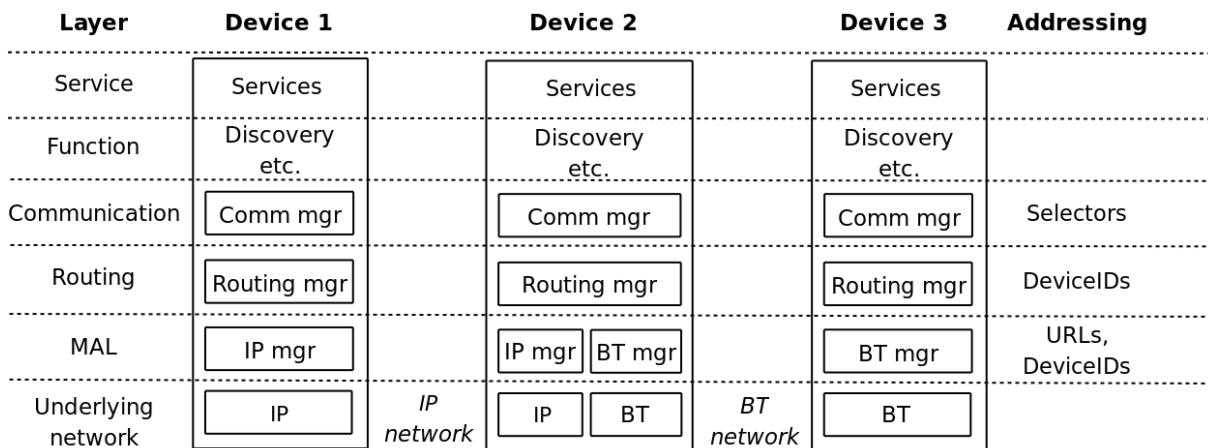 Layer Device 1 Device 2 Device 3 Addressing
Service Services Services Services
Function Discovery etc. Discovery etc. Discovery etc.
Communication Comm mgr Comm mgr Comm mgr Selectors
Routing Routing mgr Routing mgr Routing mgr DeviceIDs
MAL IP mgr IP mgr BT mgr BT mgr URLs, DeviceIDs
Underlying network IP IP network IP BT BT network BT